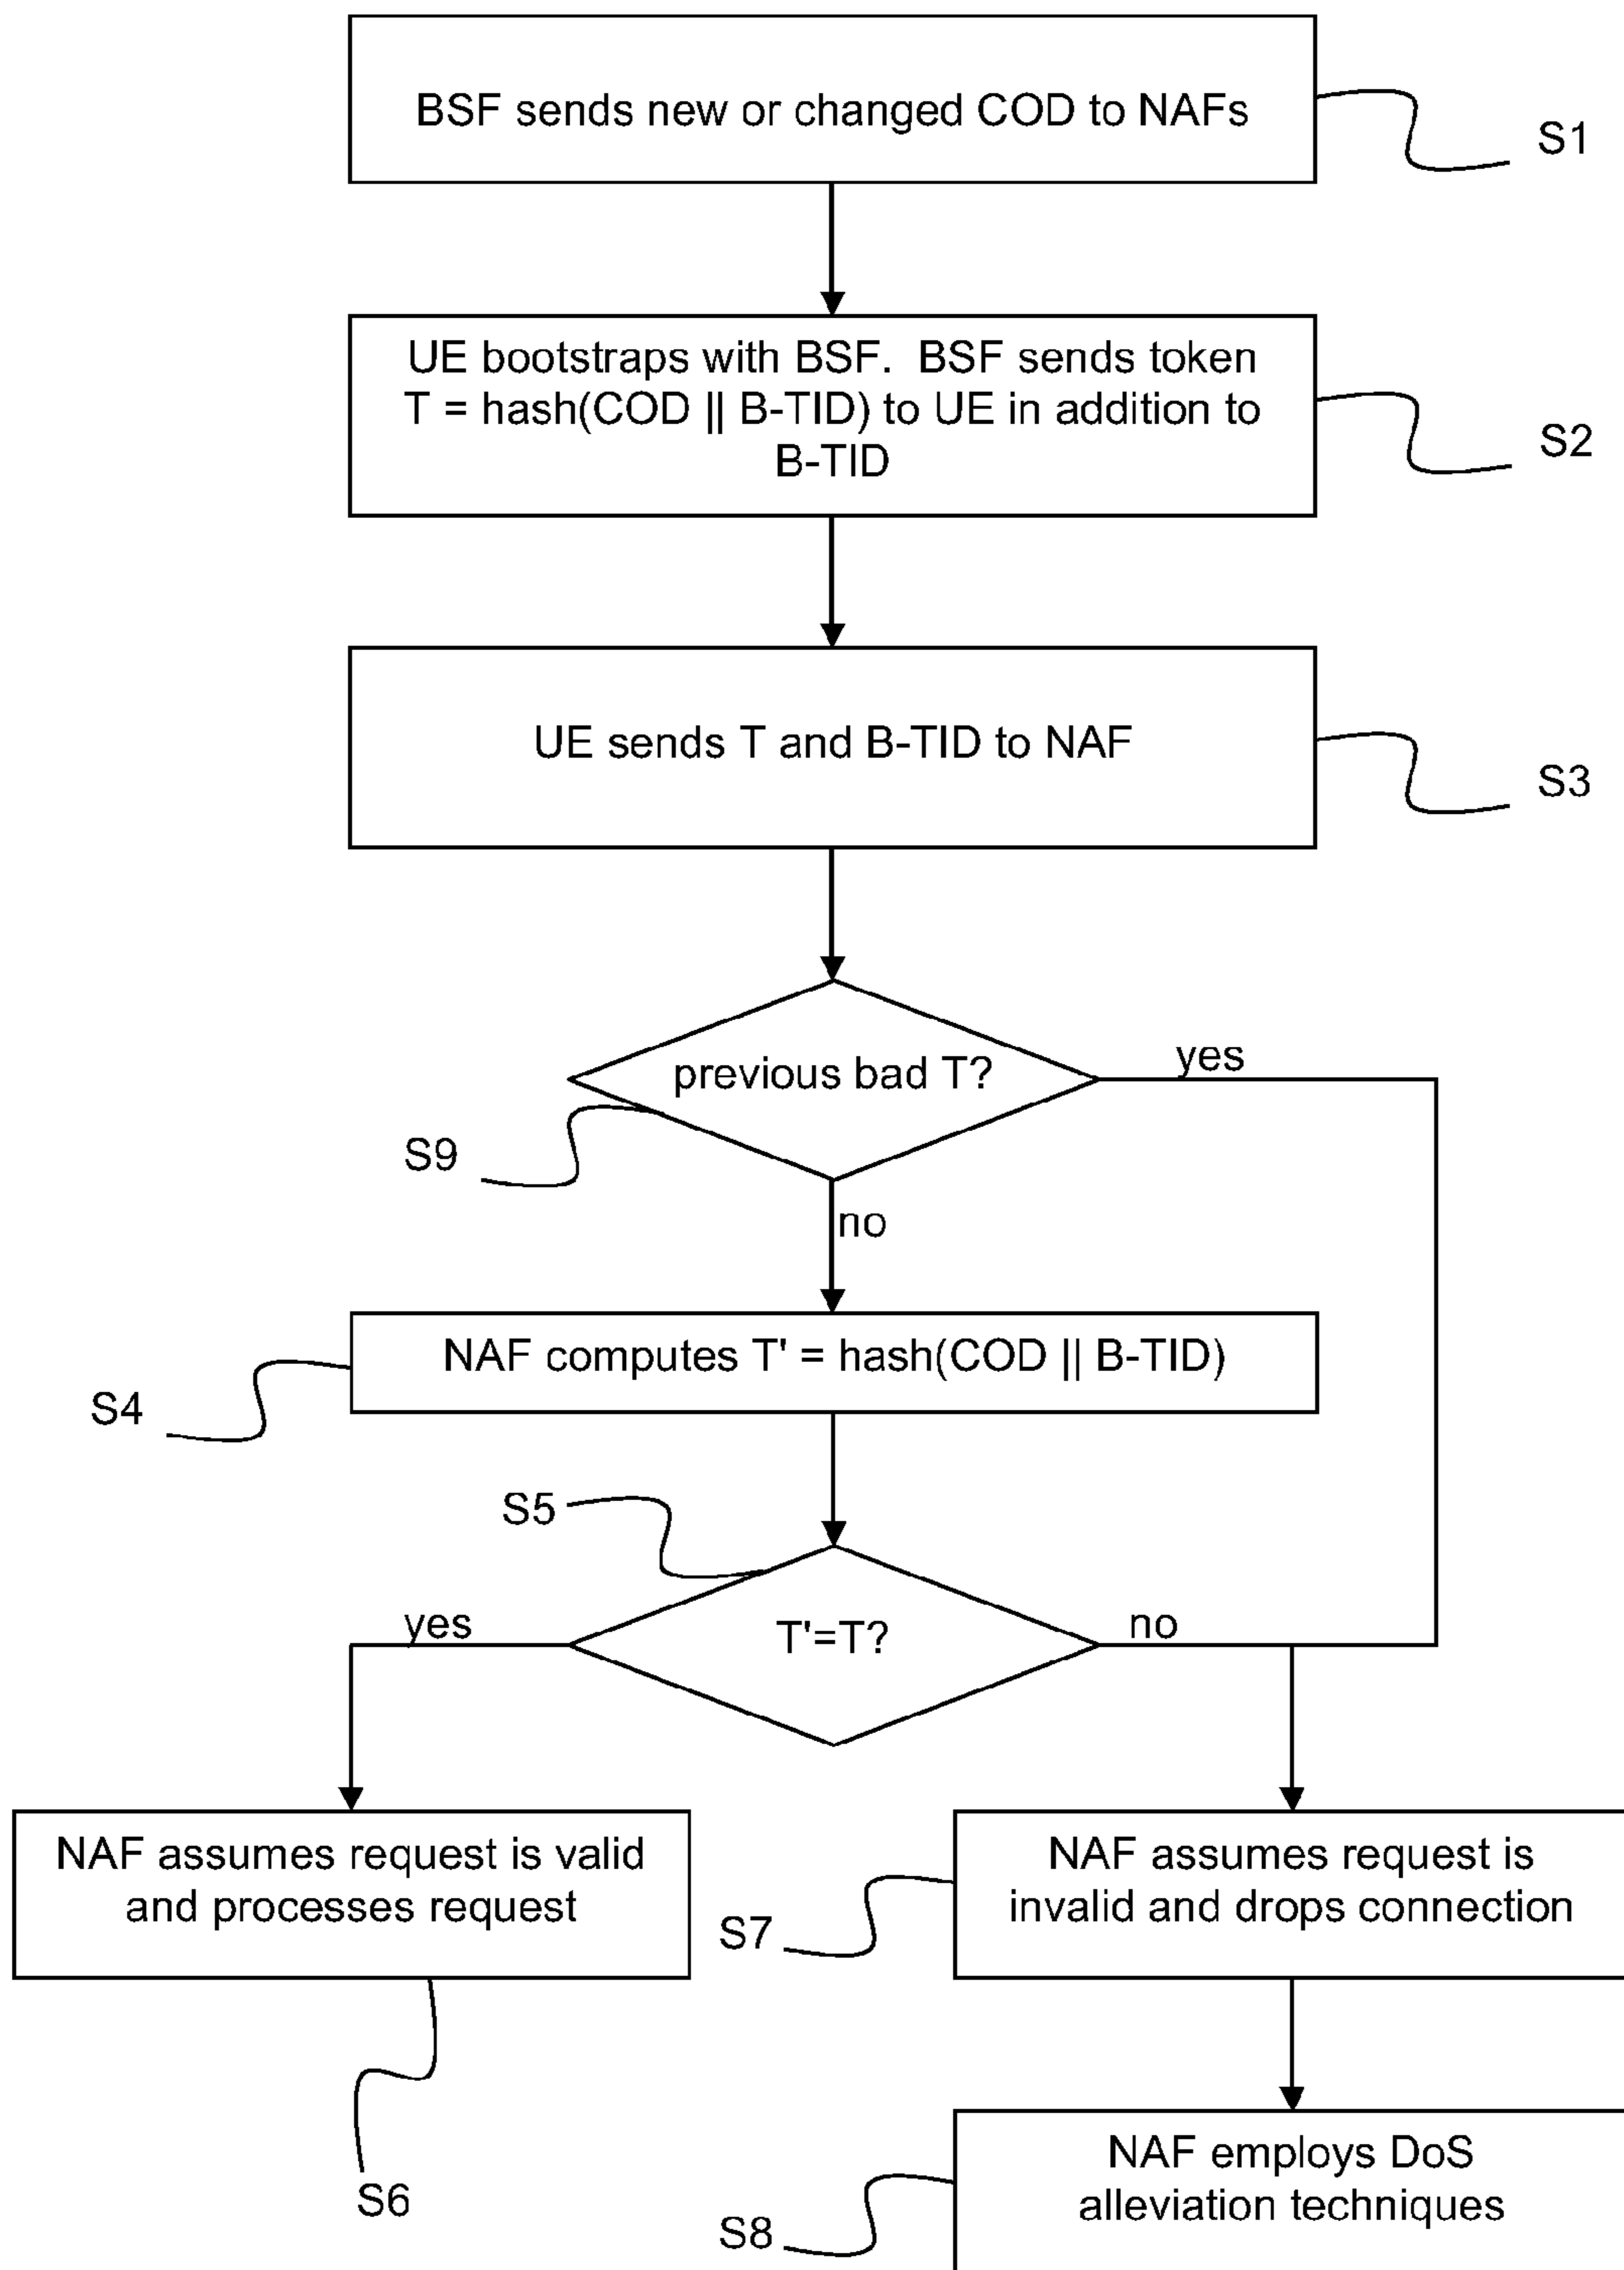 BSF sends new or changed COD to NAFs
S1
UE bootstraps with BSF.  BSF sends token
T = hash(COD || B-TID) to UE in addition to
B-TID
S2
UE sends T and B-TID to NAF
S3
previous bad T?
yes
S9
no
NAF computes T' = hash(COD || B-TID)
S4
S5
T'=T?
yes
no
NAF assumes request is valid
and processes request
NAF assumes request is
invalid and drops connection
S7
S6
NAF employs DoS
alleviation techniques
S8